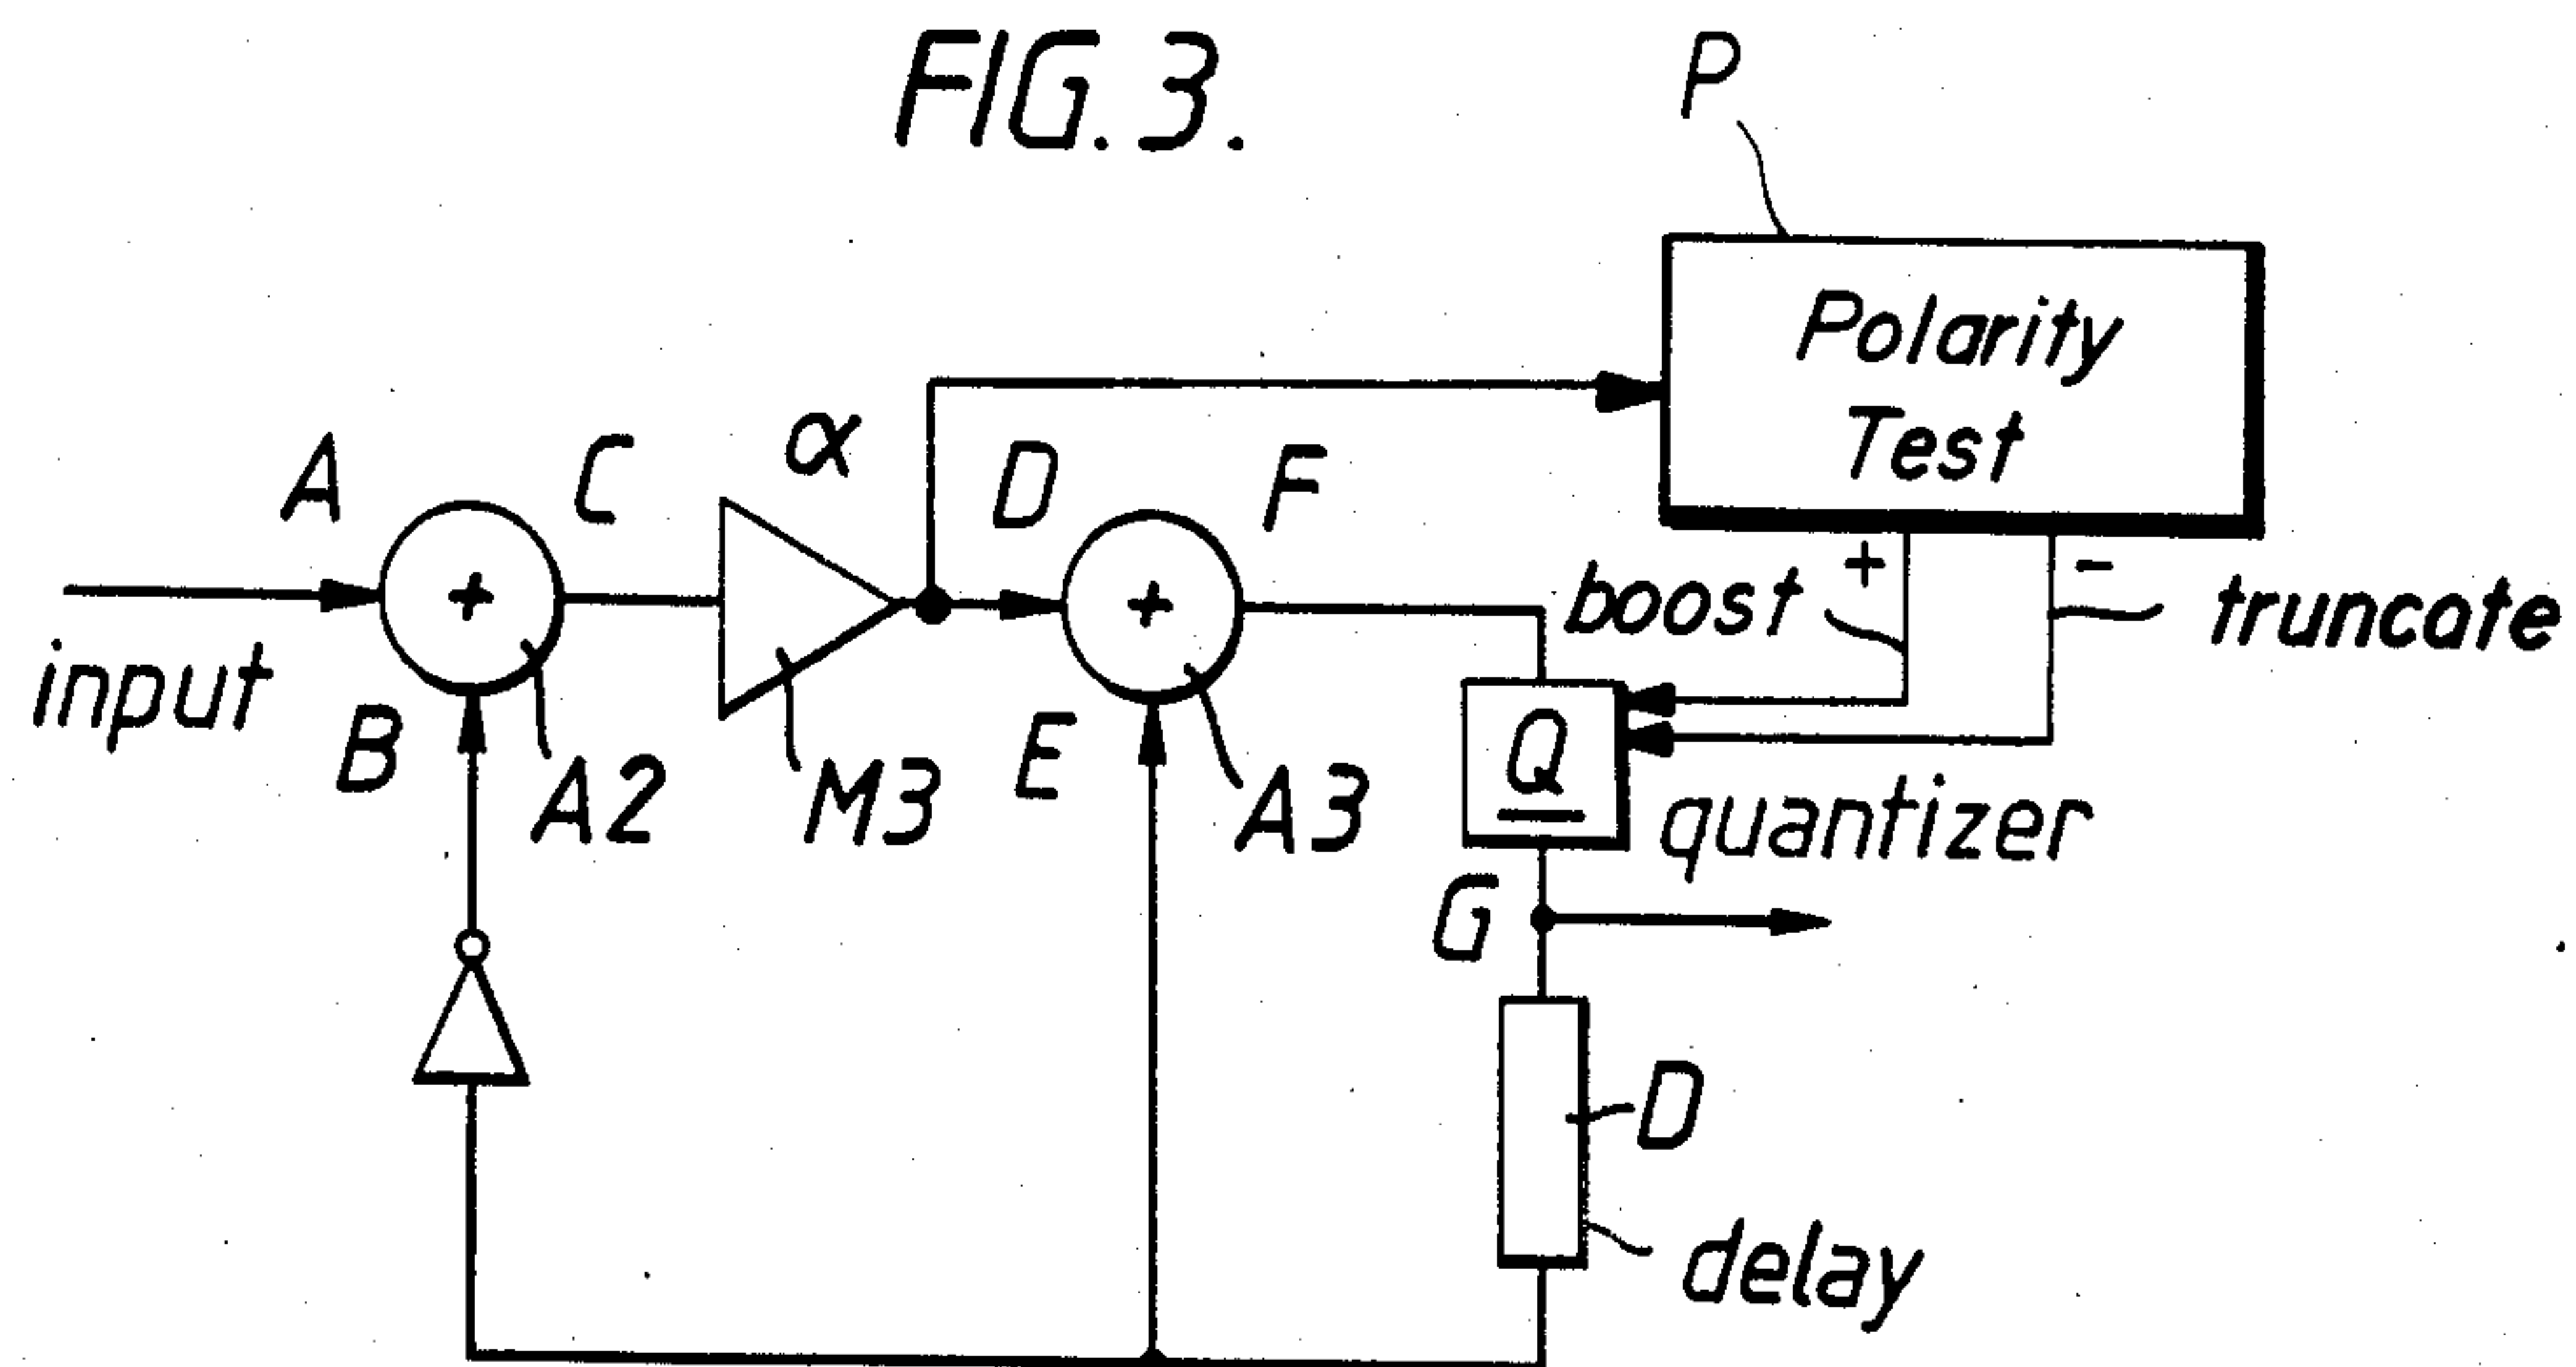 FIG. 3.
P
Polarity
Test
A
C
α
D
F
+
+
+
boost
-
truncate
input
B
A2
M3
E
A3
Q
quantizer
G
D
delay